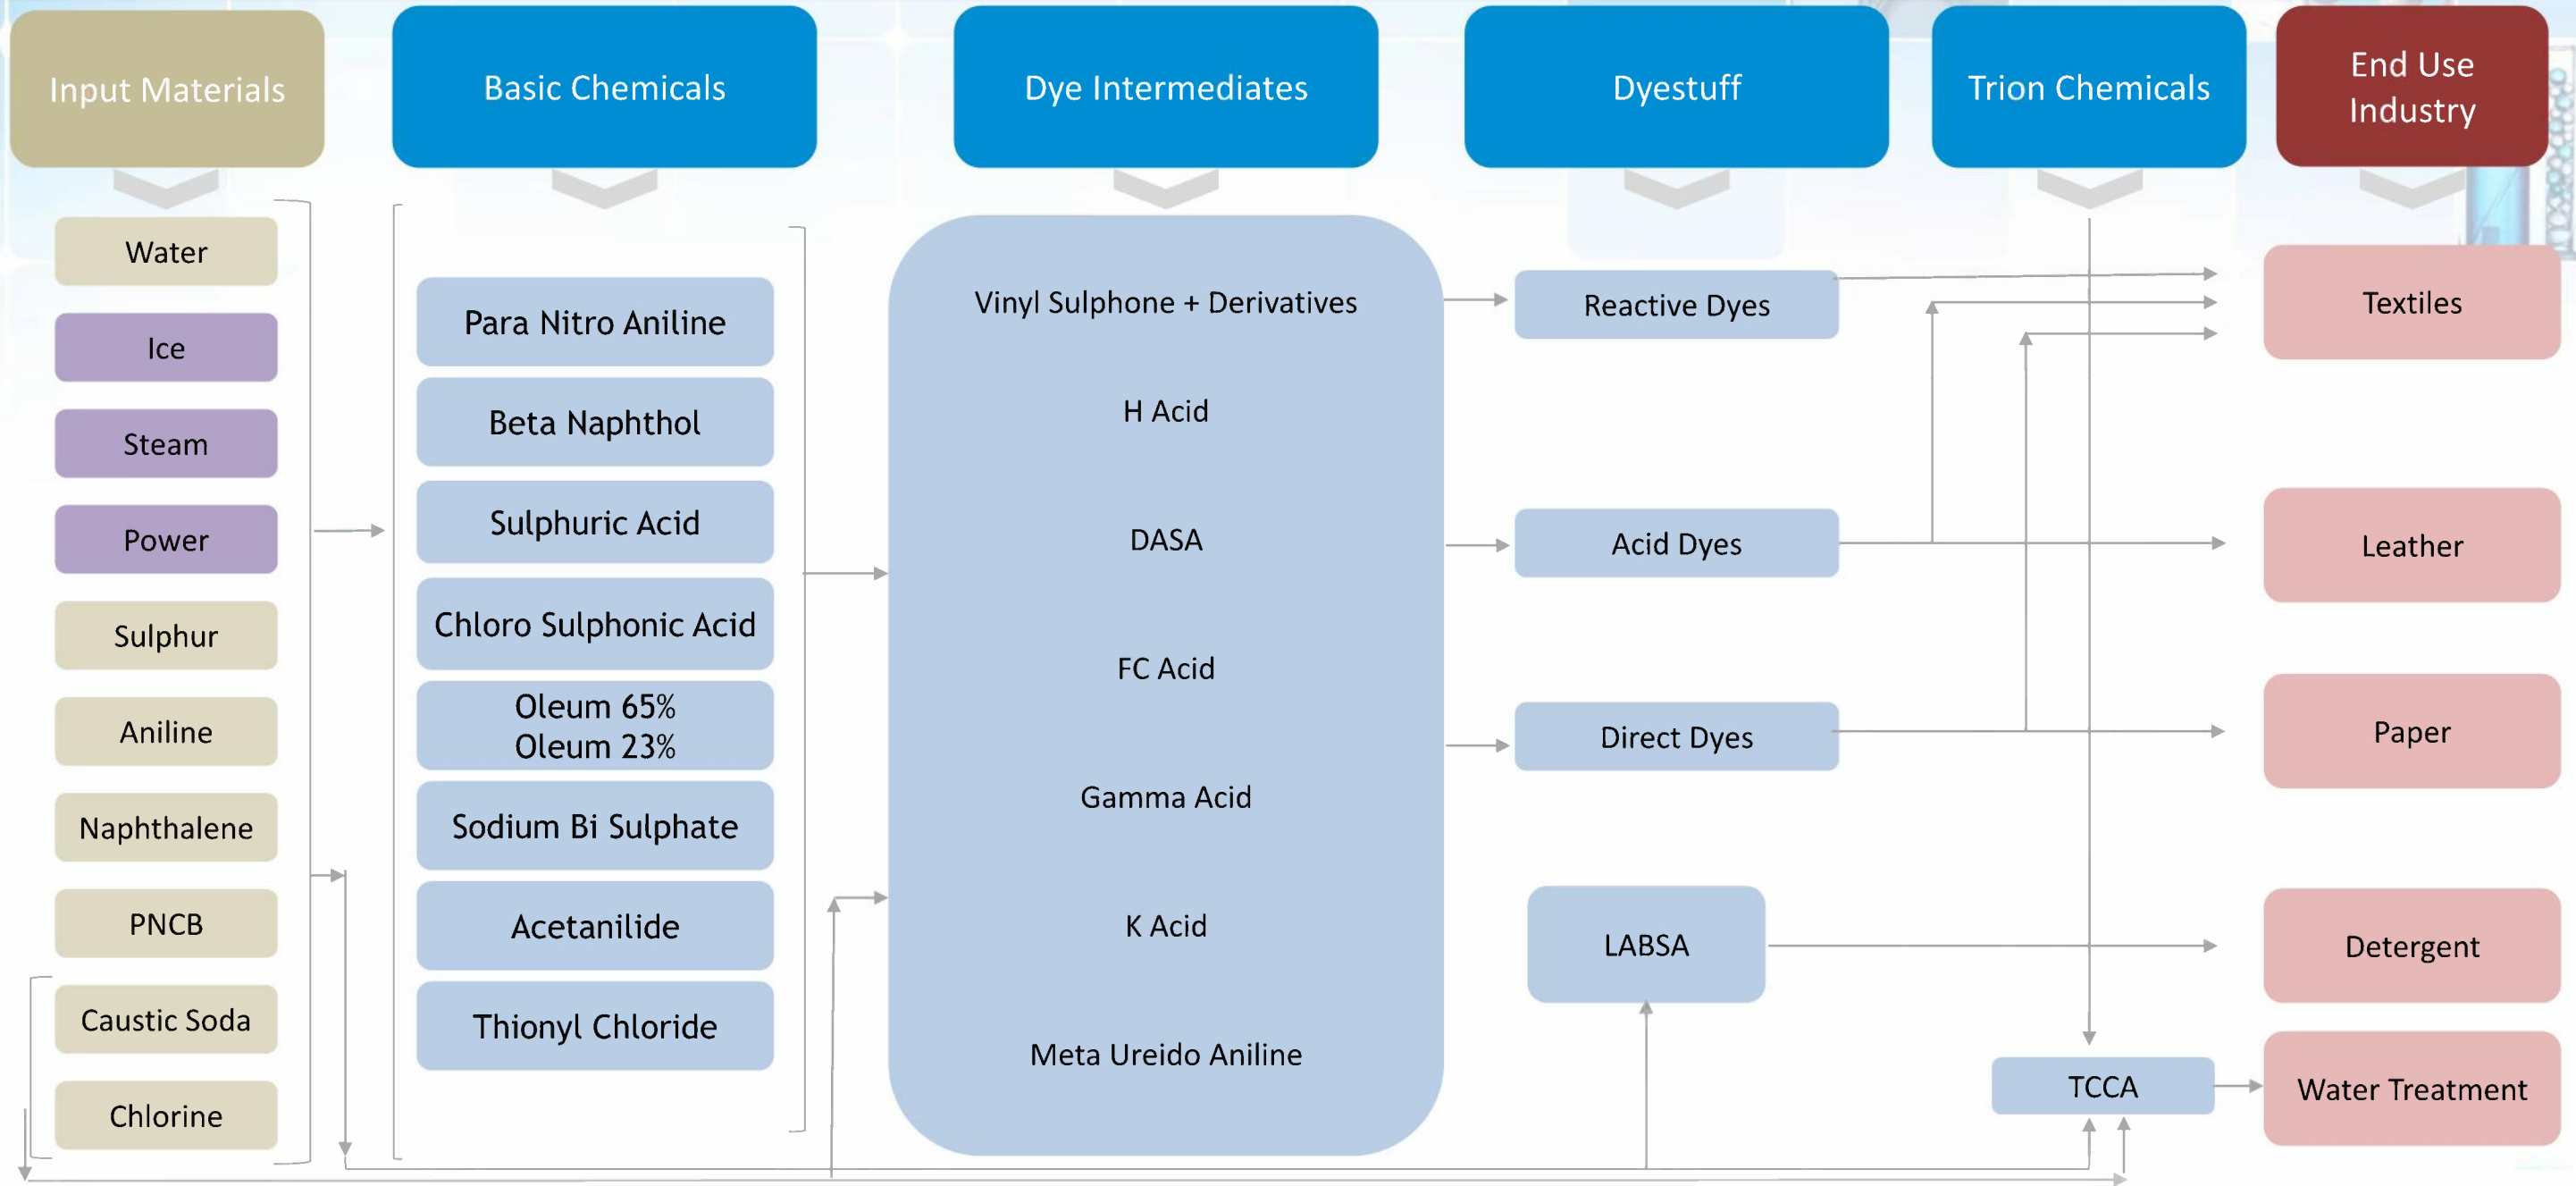 Input Materials
Basic Chemicals
Dye Intermediates
Dyestuff
Trion Chemicals
End Use
Industry
Water
Ice
Steam
Power
Sulphur
Aniline
Naphthalene
PNCB
Caustic Soda
Chlorine
Para Nitro Aniline
Beta Naphthol
Sulphuric Acid
Chloro Sulphonic Acid
Oleum 65%
Oleum 23%
Sodium Bi Sulphate
Acetanilide
Thionyl Chloride
Vinyl Sulphone + Derivatives
H Acid
DASA
FC Acid
Gamma Acid
K Acid
Meta Ureido Aniline
Reactive Dyes
Acid Dyes
Direct Dyes
LABSA
TCCA
Textiles
Leather
Paper
Detergent
Water Treatment